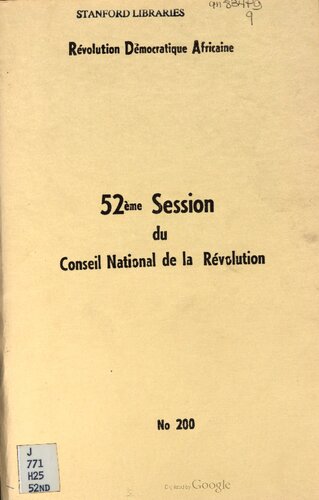 STANFORD LIBRARIES
9
Révolution Démocratique Africaine
52ème Session
du
Conseil National de la Révolution
No 200
J
771
H25
52ND
Digitized by Google